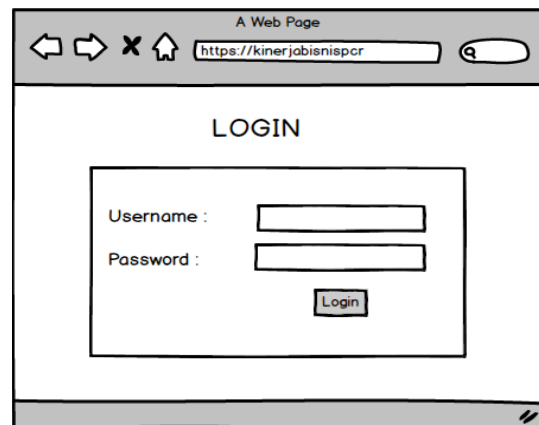 A Web Page
https://kinerjabisnispcr
LOGIN
Username :
Password :
Login